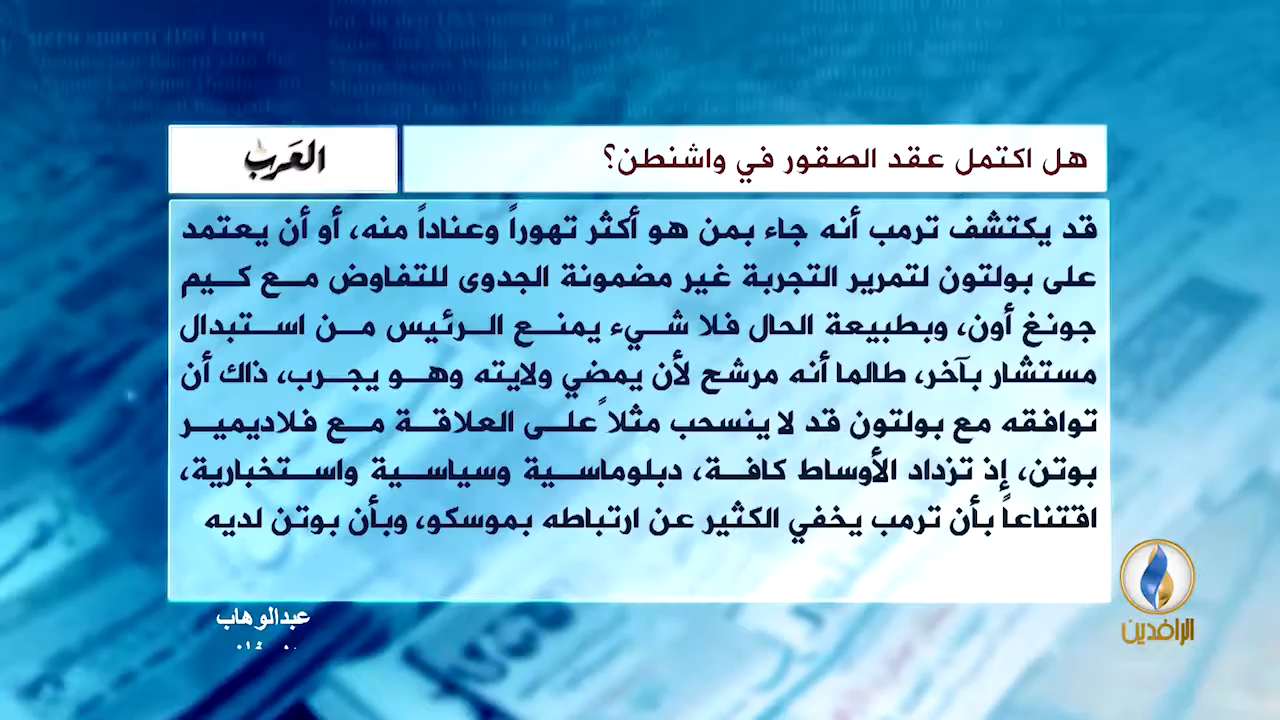 هل اكتمل عقد الصقور في واشنطن؟
العَرب
قد يكتشف ترمب أنه جاء بمن هو أكثر تهوراً وعناداً منه، أو أن يعتمد
على بولتون لتمرير التجربة غير مضمونة الجدوى للتفاوض مع كيم
جونغ أون، وبطبيعة الحال فلا شيء يمنع الرئيس من استبدال
مستشار بآخر، طالما أنه مرشح لأن يمضي ولايته وهو يجرب، ذاك أن
توافقه مع بولتون قد لا ينسحب مثلاً على العلاقة مع فلاديمير
بوتن، إذ تزداد الأوساط كافة، دبلوماسية وسياسية واستخبارية،
اقتناعاً بأن ترمب يخفي الكثير عن ارتباطه بموسكو، وبأن بوتن لديه
عبدالوهاب
الرافدين